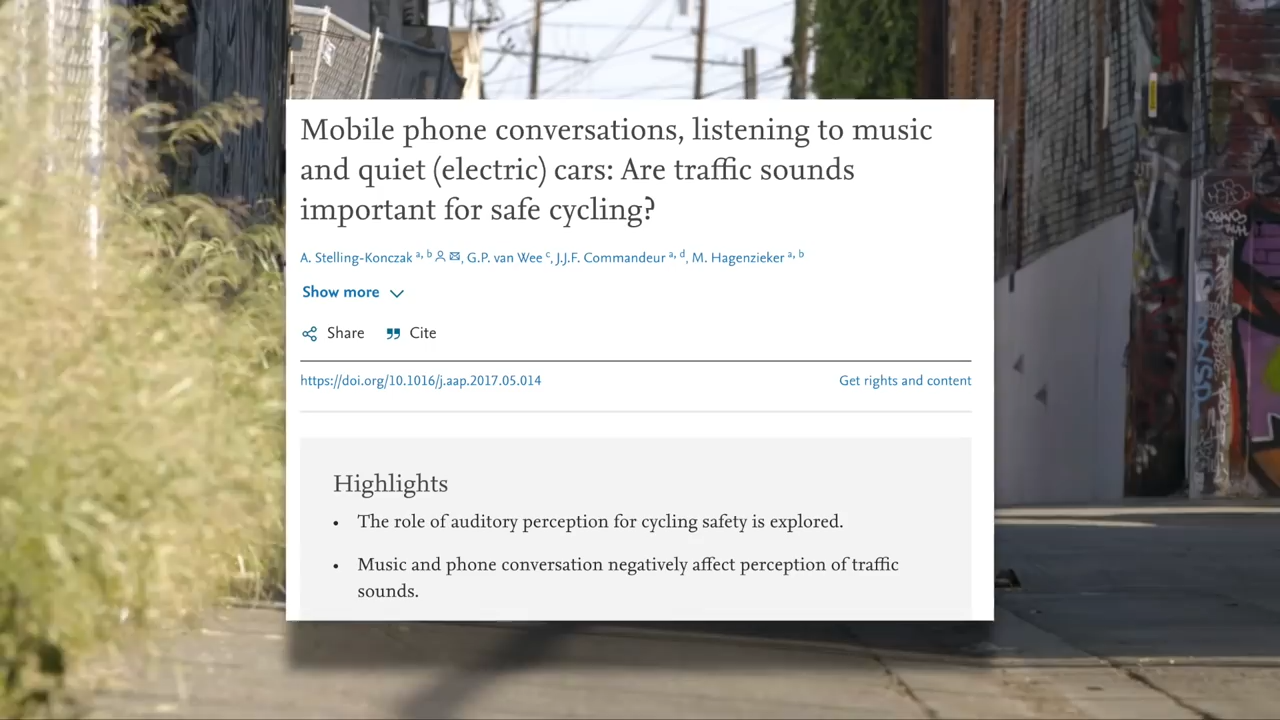 Mobile phone conversations, listening to music
and quiet (electric) cars: Are traffic sounds
important for safe cycling?
A. Stelling-Konczak a, b, G.P. van Wee c, J.J.F. Commandeur a, d, M. Hagenzieker a, b
Show more
Share Cite
https://doi.org/10.1016/j.aap.2017.05.014 Get rights and content
Highlights
• The role of auditory perception for cycling safety is explored.
• Music and phone conversation negatively affect perception of traffic
sounds.